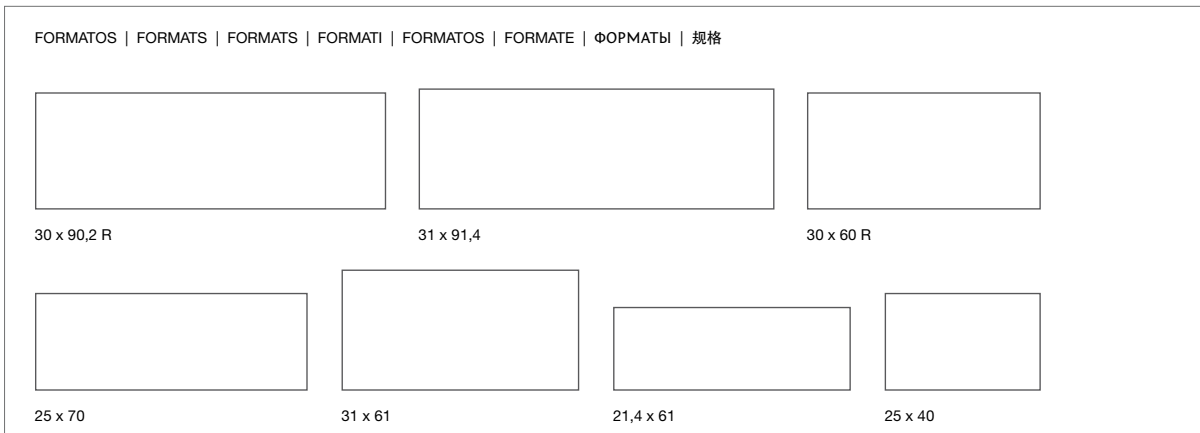 FORMATOS | FORMATS | FORMATS | FORMATI | FORMATOS | FORMATE | ФОРМАТЫ | 规格
30 x 90,2 R
31 x 91,4
30 x 60 R
25 x 70
31 x 61
21,4 x 61
25 x 40